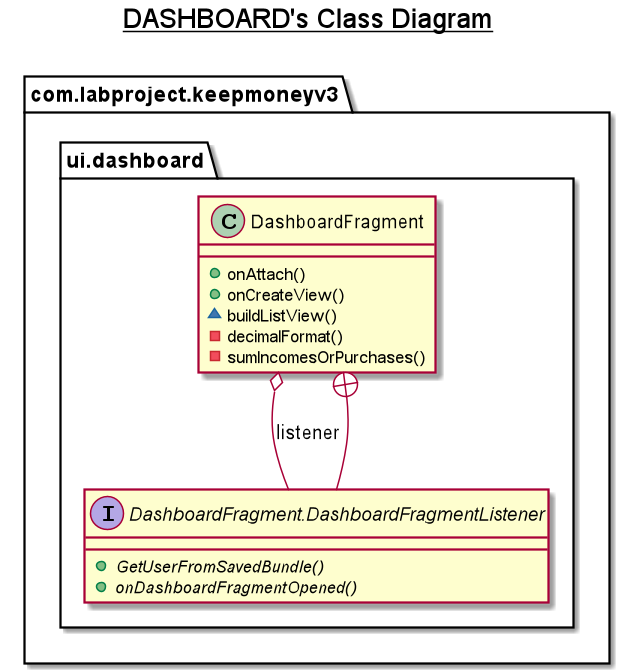 DASHBOARD's Class Diagram
com.labproject.keepmoneyv3
ui.dashboard
C DashboardFragment
onAttach()
onCreateView()
buildListView()
decimalFormat()
sumIncomesOrPurchases()
listener
I DashboardFragment.DashboardFragmentListener
GetUserFromSavedBundle()
onDashboardFragmentOpened()